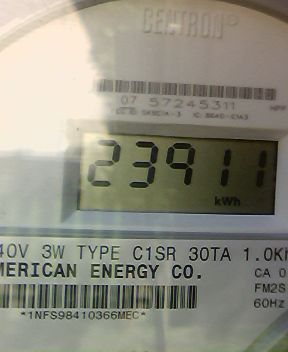 CENTRON®
07 57245311
23911
kWh
40V 3W TYPE C1SR 30TA 1.0Kh
MERICAN ENERGY CO.
CA 0
FM2S
60Hz
*1NFS98410366MEC*